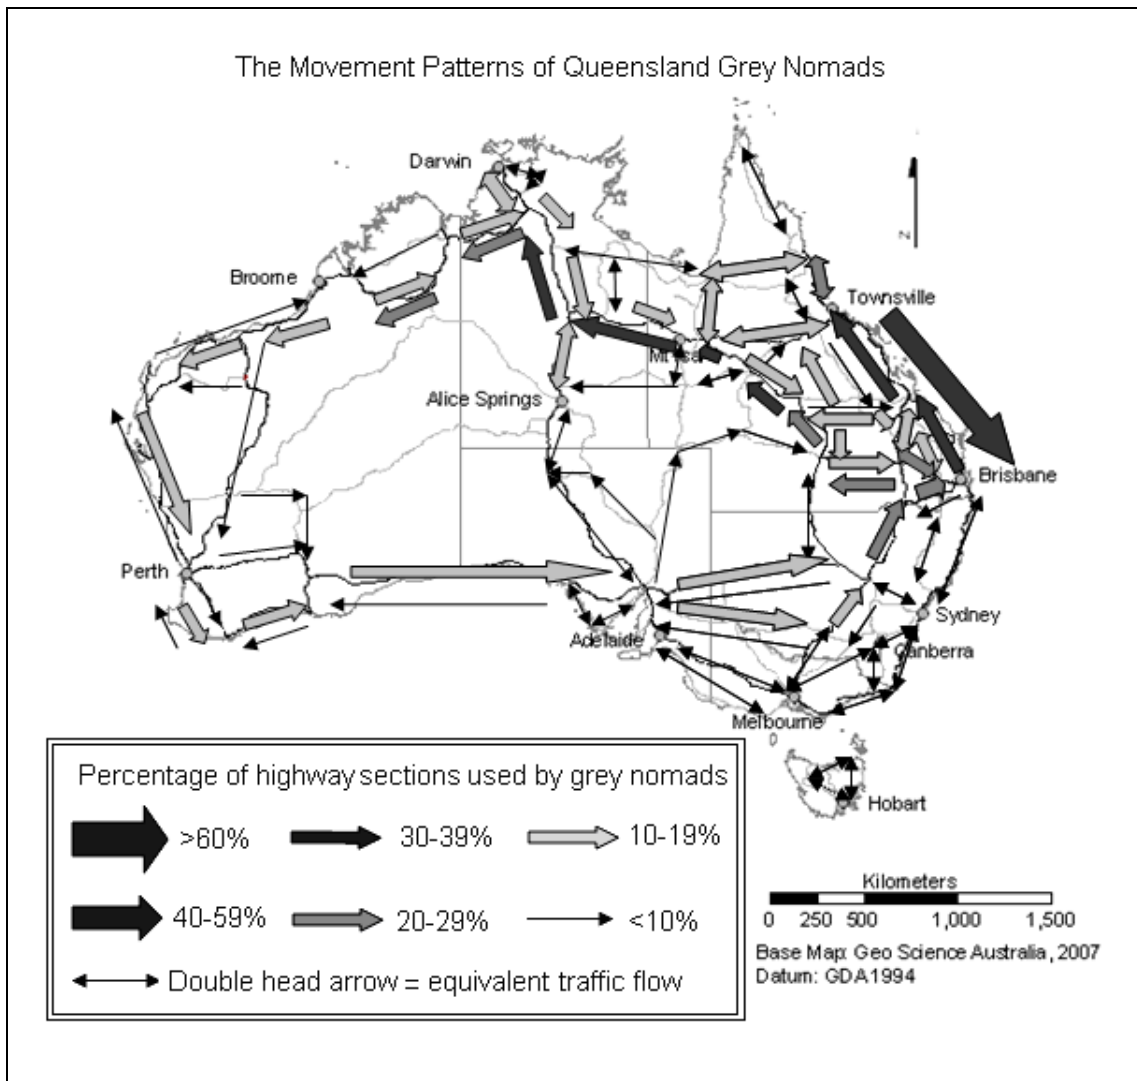 The Movement Patterns of Queensland Grey Nomads
Darwin
z
Broome
Townsville
Alice Springs
Brisbane
Perth
Sydney
Adelaide
Canberra
Melbourne
Hobart
Percentage of highway sections used by grey nomads
>60%
30-39%
10-19%
40-59%
20-29%
<10%
Double head arrow = equivalent traffic flow
Kilometers
0 250 500 1,000 1,500
Base Map: Geo Science Australia, 2007
Datum: GDA1994